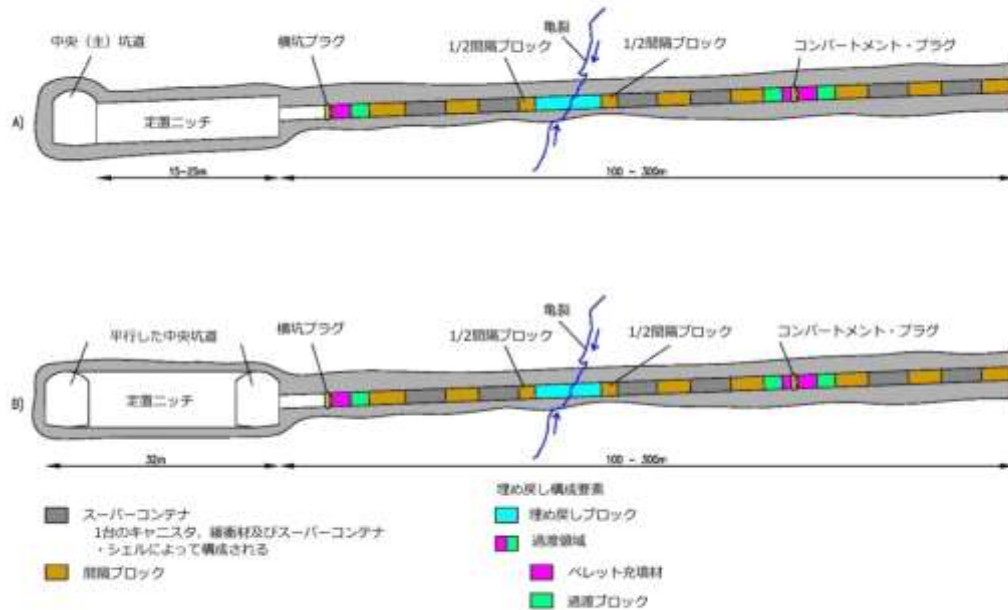 中央（主）坑道
横坑プラグ
1/2間隔ブロック
亀裂
1/2間隔ブロック
コンパートメント・プラグ
A)
定置ニッチ
15-25m
100 - 300m
平行した中央坑道
横坑プラグ
1/2間隔ブロック
亀裂
1/2間隔ブロック
コンパートメント・プラグ
B)
定置ニッチ
32m
100 - 300m
スーパーコンテナ
1台のキャニスタ，緩衝材及びスーパーコンテナ
・シェルによって構成される
間隔ブロック
埋め戻し構成要素
埋め戻しブロック
過渡領域
ペレット充填材
過渡ブロック